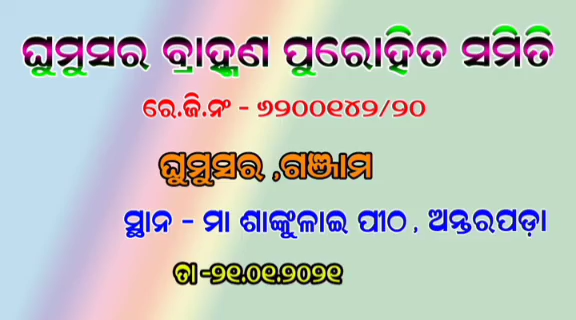 ଘୁମୁସର ବ୍ରାହ୍ମଣ ପୁରୋହିତ ସମିତି
ରେ.ଜି.ନଂ - ୬୨୦୦୧୪୨/୨୦
ଘୁମୁସର ,ଗଞ୍ଜାମ
ସ୍ଥାନ - ମା ଶାଙ୍କୁଳାଇ ପୀଠ , ଅନ୍ତରପଡ଼ା
ତା -୨୧.୦୧.୨୦୨୧